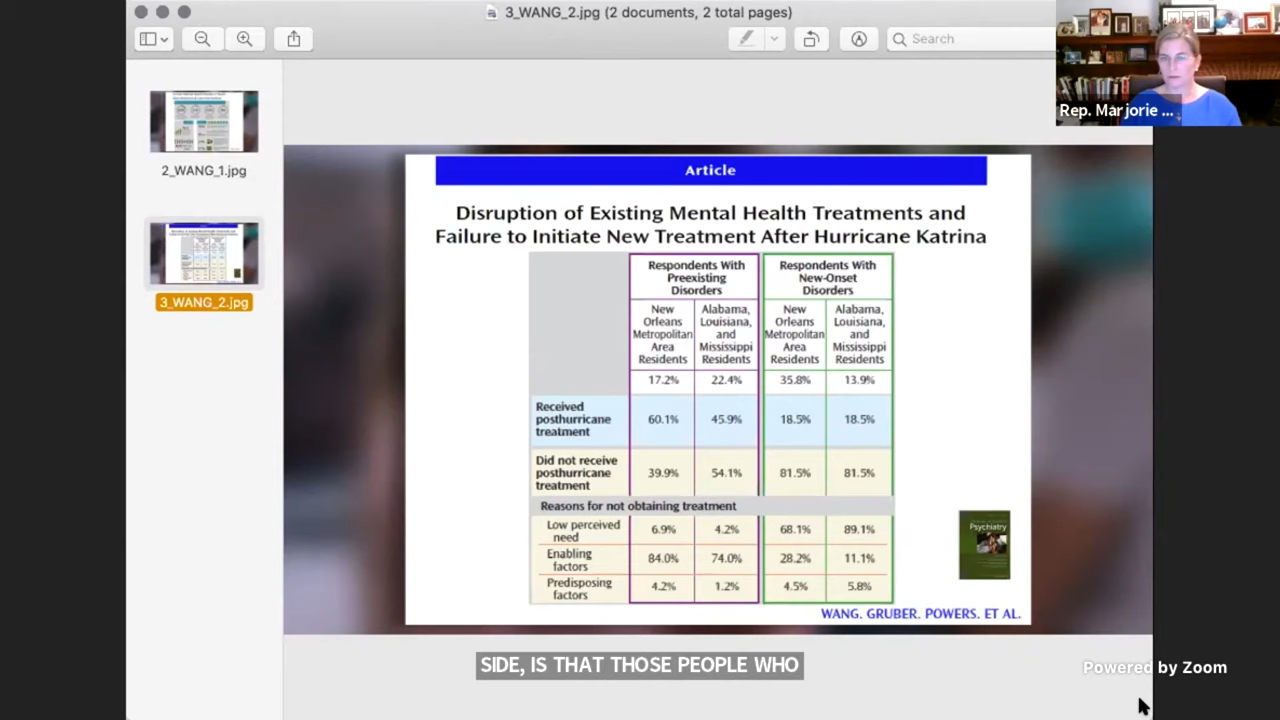 3_WANG_2.jpg (2 documents, 2 total pages)
Search
Rep. Marjorie ...
2_WANG_1.jpg
3_WANG_2.jpg
Article
Disruption of Existing Mental Health Treatments and
Failure to Initiate New Treatment After Hurricane Katrina
Respondents With Preexisting Disorders
Respondents With New-Onset Disorders
New Orleans Metropolitan Area Residents
Alabama, Louisiana, and Mississippi Residents
New Orleans Metropolitan Area Residents
Alabama, Louisiana, and Mississippi Residents
17.2% 22.4% 35.8% 13.9%
Received posthurricane treatment 60.1% 45.9% 18.5% 18.5%
Did not receive posthurricane treatment 39.9% 54.1% 81.5% 81.5%
Reasons for not obtaining treatment
Low perceived need 6.9% 4.2% 68.1% 89.1%
Enabling factors 84.0% 74.0% 28.2% 11.1%
Predisposing factors 4.2% 1.2% 4.5% 5.8%
Psychiatry
WANG. GRUBER. POWERS. ET AL.
SIDE, IS THAT THOSE PEOPLE WHO
Powered by Zoom